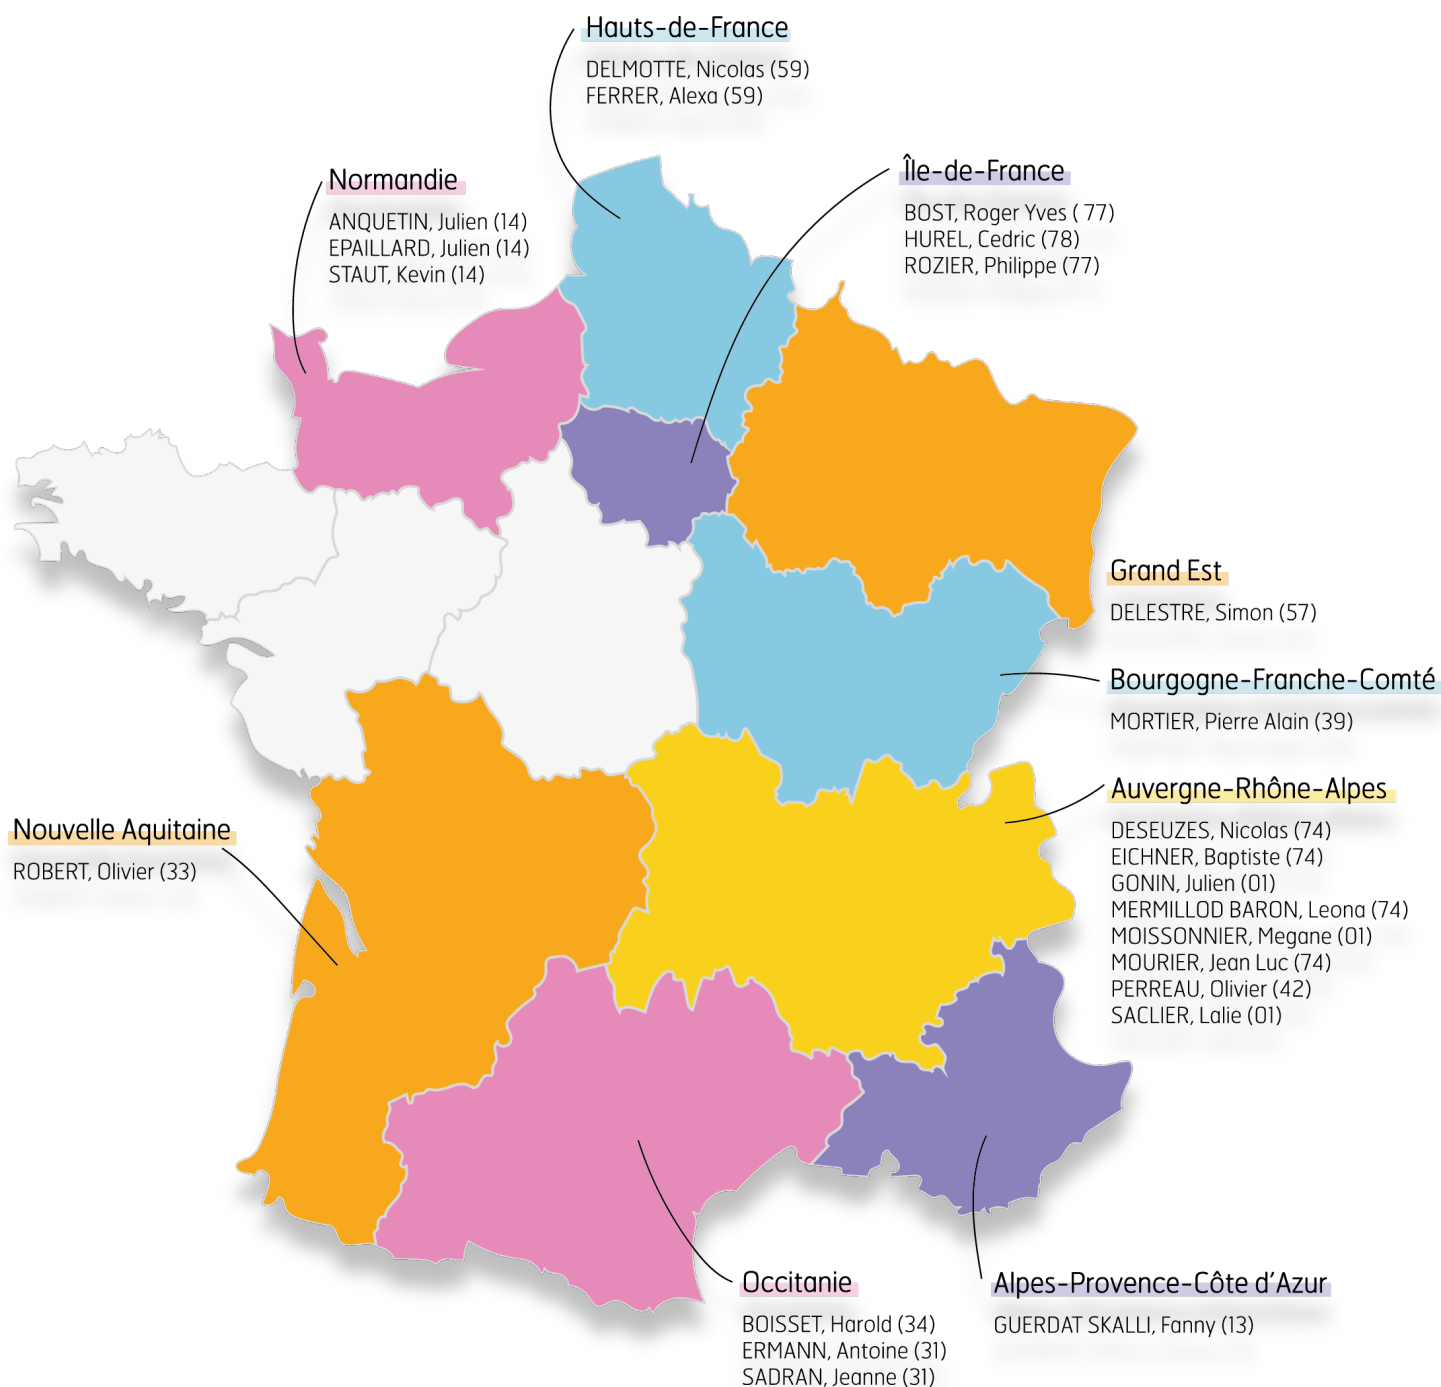 Hauts-de-France
DELMOTTE, Nicolas (59)
FERRER, Alexa (59)
Normandie
ANQUETIN, Julien (14)
EPAILLARD, Julien (14)
STAUT, Kevin (14)
Île-de-France
BOST, Roger Yves ( 77)
HUREL, Cedric (78)
ROZIER, Philippe (77)
Grand Est
DELESTRE, Simon (57)
Bourgogne-Franche-Comté
MORTIER, Pierre Alain (39)
Auvergne-Rhône-Alpes
DESEUZES, Nicolas (74)
EICHNER, Baptiste (74)
GONIN, Julien (01)
MERMILLOD BARON, Leona (74)
MOISSONNIER, Megane (01)
MOURIER, Jean Luc (74)
PERREAU, Olivier (42)
SACLIER, Lalie (01)
Nouvelle Aquitaine
ROBERT, Olivier (33)
Occitanie
BOISSET, Harold (34)
ERMANN, Antoine (31)
SADRAN, Jeanne (31)
Alpes-Provence-Côte d'Azur
GUERDAT SKALLI, Fanny (13)